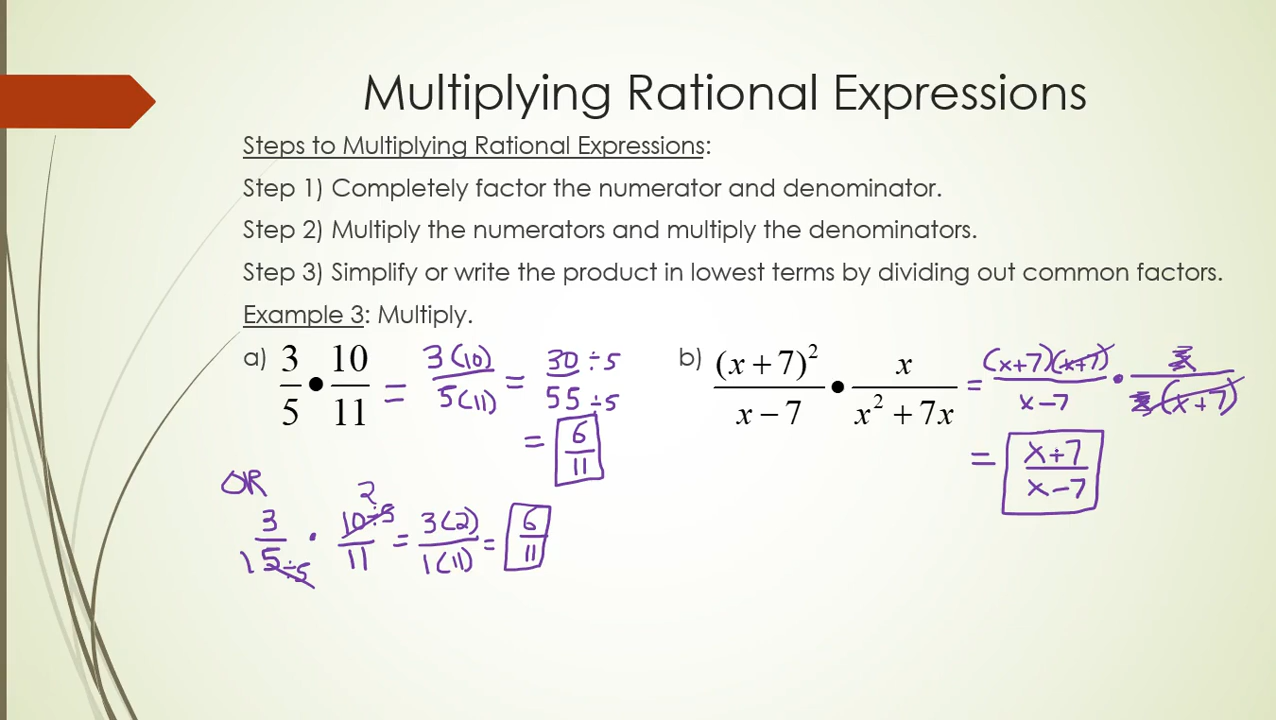 Multiplying Rational Expressions
Steps to Multiplying Rational Expressions:
Step 1) Completely factor the numerator and denominator.
Step 2) Multiply the numerators and multiply the denominators.
Step 3) Simplify or write the product in lowest terms by dividing out common factors.
Example 3: Multiply.
a) 3/5 • 10/11 = 3(10)/5(11) = 30÷5/55÷5
= 6/11
OR
3/5÷5 1 · 10÷5/11 2 = 3(2)/1(11) = 6/11
b) (x + 7)²/x − 7 • x/x² + 7x = (x+7)(x+7)/x−7 · x/x(x+7)
= x+7/x−7